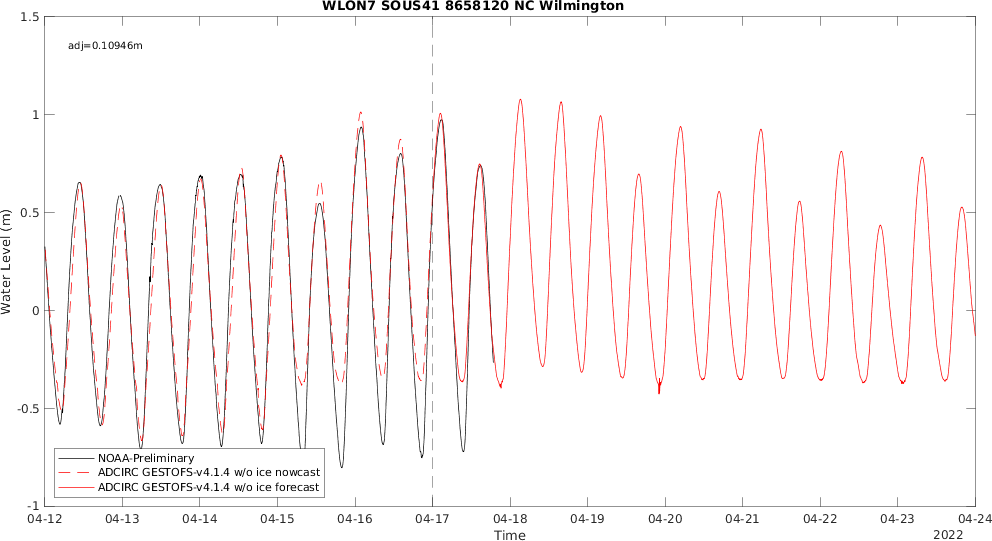 WLON7 SOUS41 8658120 NC Wilmington
adj=0.10946m
Water Level (m)
1.5
1
0.5
0
-0.5
-1
NOAA-Preliminary
ADCIRC GESTOFS-v4.1.4 w/o ice nowcast
ADCIRC GESTOFS-v4.1.4 w/o ice forecast
04-12 04-13 04-14 04-15 04-16 04-17 04-18 04-19 04-20 04-21 04-22 04-23 04-24
Time
2022